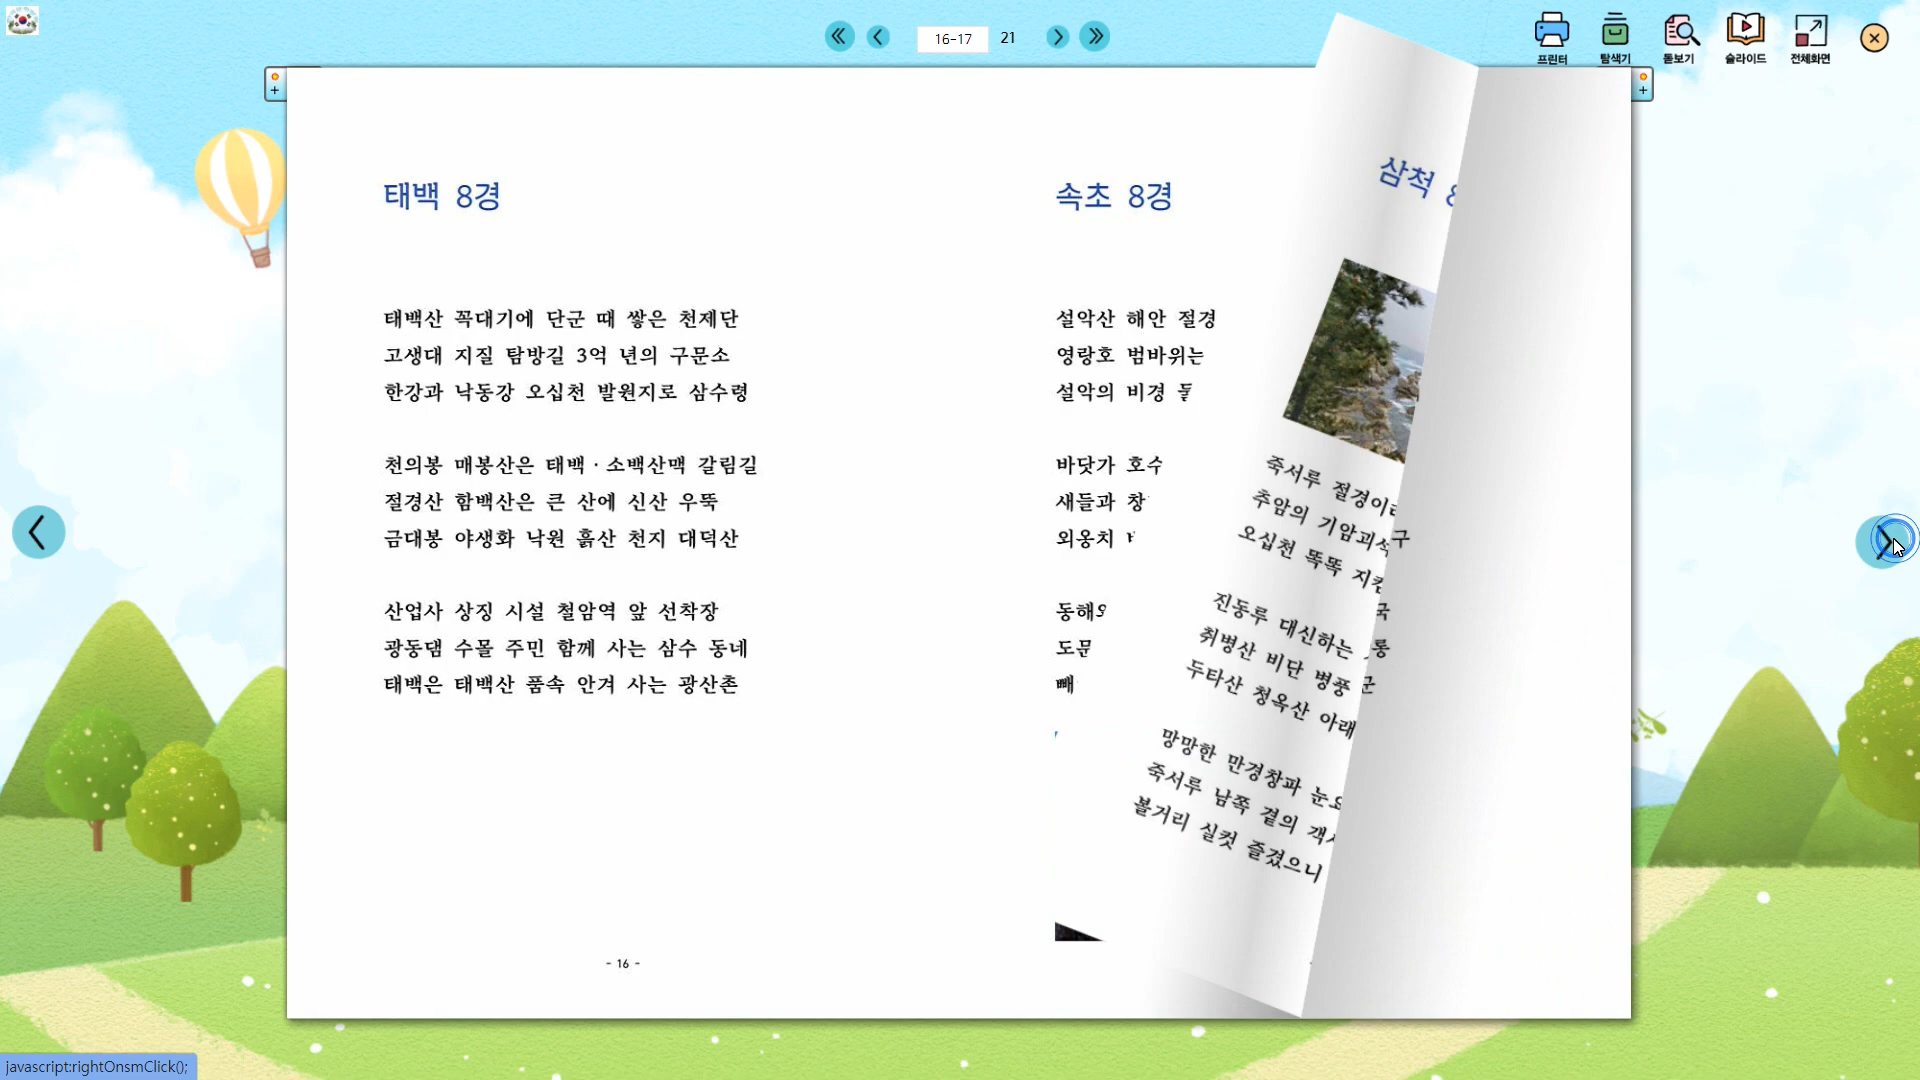 16-17 21
프린터 탐색기 돋보기 슬라이드 전체화면
태백 8경
태백산 꼭대기에 단군 때 쌓은 천제단
고생대 지질 탐방길 3억 년의 구문소
한강과 낙동강 오십천 발원지로 삼수령
천의봉 매봉산은 태백·소백산맥 갈림길
절경산 함백산은 큰 산에 신산 우뚝
금대봉 야생화 낙원 흙산 천지 대덕산
산업사 상징 시설 철암역 앞 선착장
광동댐 수몰 주민 함께 사는 삼수 동네
태백은 태백산 품속 안겨 사는 광산촌
- 16 -
속초 8경
설악산 해안 절경
영랑호 범바위는
설악의 비경
바닷가 호수
새들과 창
외옹치
동해
도문
빼
삼척
죽서루 절경이
추암의 기암괴석
오십천 똑똑
진동루 대신하는
취병산 비단 병풍
두타산 청옥산 아래
망망한 만경창파
죽서루 남쪽 곁의
볼거리 실컷 즐겼으니
javascript:rightOnsmClick();